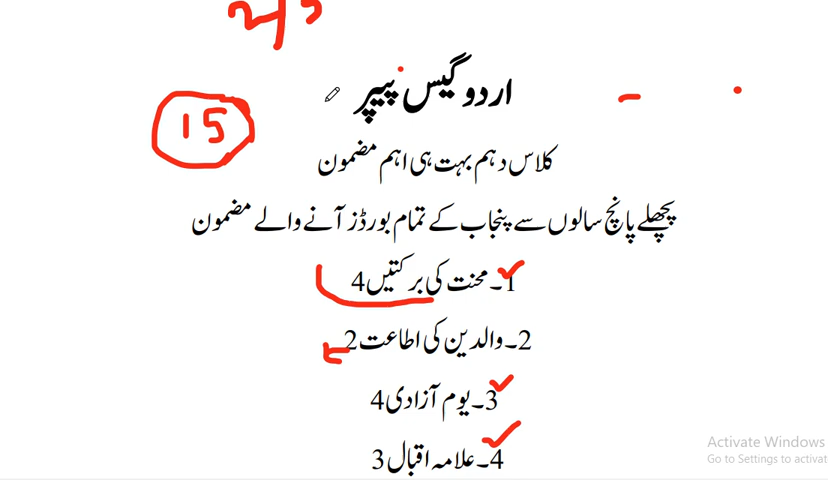 اردو گیس پیپر
15
کلاس دہم بہت ہی اہم مضمون
پچھلے پانچ سالوں سے پنجاب کے تمام بورڈز آنے والے مضمون
1۔ محنت کی برکتیں 4
2۔ والدین کی اطاعت 2
3۔ یوم آزادی 4
4۔ علامہ اقبال 3
Activate Windows
Go to Settings to activat